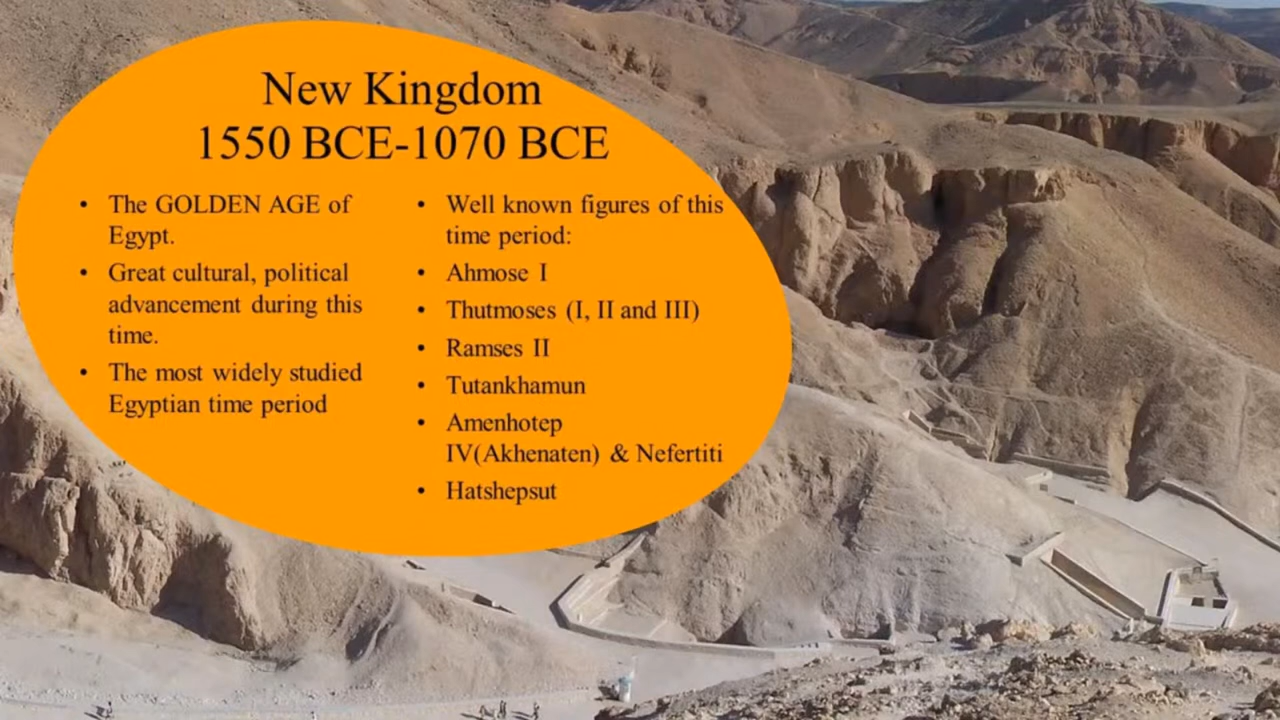 New Kingdom
1550 BCE-1070 BCE
• The GOLDEN AGE of
Egypt.
• Great cultural, political
advancement during this
time.
• The most widely studied
Egyptian time period
• Well known figures of this
time period:
• Ahmose I
• Thutmoses (I, II and III)
• Ramses II
• Tutankhamun
• Amenhotep
IV(Akhenaten) & Nefertiti
• Hatshepsut